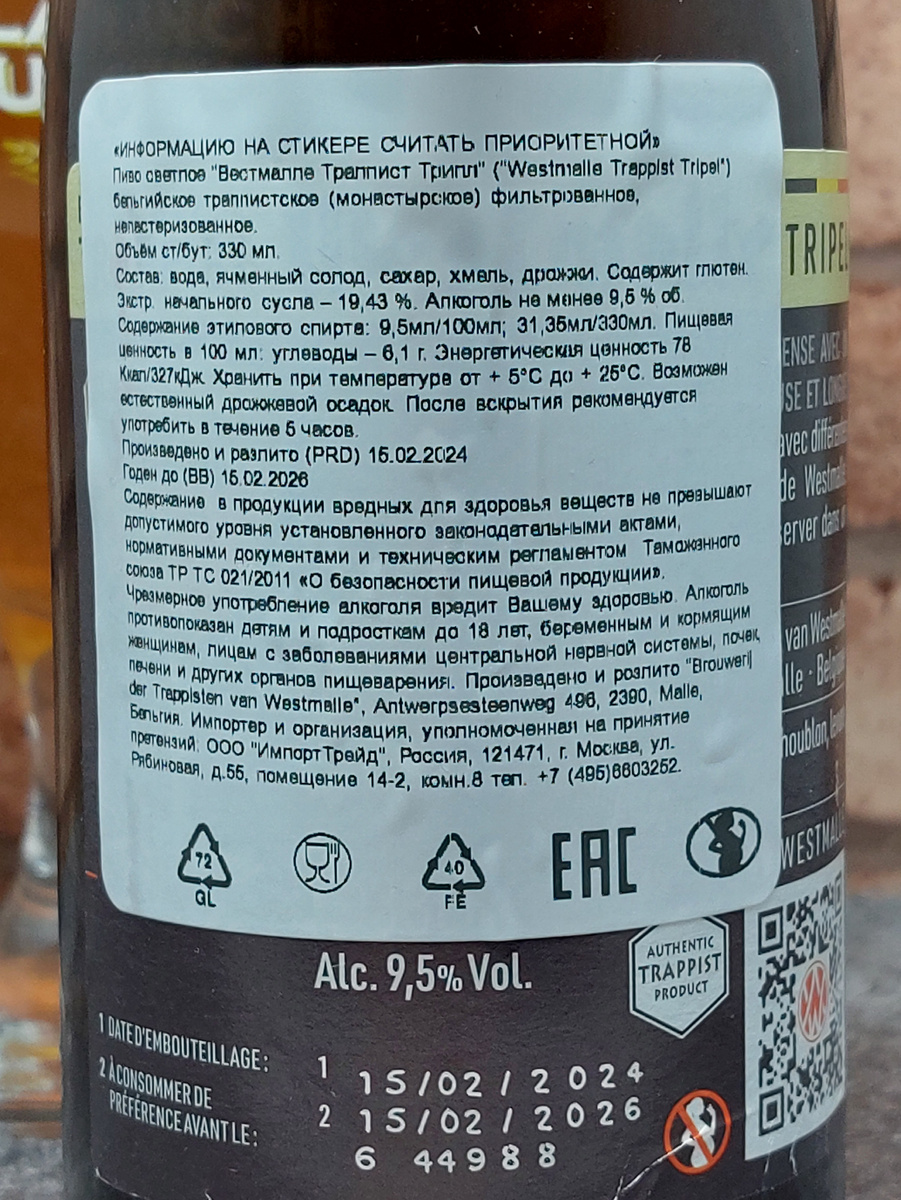 «ИНФОРМАЦИЮ НА СТИКЕРЕ СЧИТАТЬ ПРИОРИТЕТНОЙ»
Пиво светлое "Вестмалле Траппист Трипл" ("Westmalle Trappist Tripel")
бельгийское траппистское (монастырское) фильтрованное,
непастеризованное.
Объём ст/бут: 330 мл.
Состав: вода, ячменный солод, сахар, хмель, дрожжи. Содержит глютен.
Экстр. начального сусла – 19,43 %. Алкоголь не менее 9,5 % об.
Содержание этилового спирта: 9,5мл/100мл; 31,35мл/330мл. Пищевая
ценность в 100 мл: углеводы – 6,1 г. Энергетическая ценность 78
Ккал/327кДж. Хранить при температуре от + 5°C до + 25°C. Возможен
естественный дрожжевой осадок. После вскрытия рекомендуется
употребить в течение 5 часов.
Произведено и разлито (PRD) 15.02.2024
Годен до (BB) 15.02.2026
Содержание в продукции вредных для здоровья веществ не превышают
допустимого уровня установленного законодательными актами,
нормативными документами и техническим регламентом Таможенного
союза ТР ТС 021/2011 «О безопасности пищевой продукции».
Чрезмерное употребление алкоголя вредит Вашему здоровью. Алкоголь
противопоказан детям и подросткам до 18 лет, беременным и кормящим
женщинам, лицам с заболеваниями центральной нервной системы, почек,
печени и других органов пищеварения. Произведено и розлито "Brouwerij
der Trappisten van Westmalle", Antwerpsesteenweg 496, 2390, Malle,
Бельгия. Импортер и организация, уполномоченная на принятие
претензий: ООО "ИмпортТрейд", Россия, 121471, г. Москва, ул.
Рябиновая, д.55, помещение 14-2, комн.8 тел. +7 (495)6603252.
72
GL
40
FE
EAC
TRIPEL
avec
de Westmalle
van Westmalle
WESTMALLE
Alc. 9,5% Vol.
AUTHENTIC
TRAPPIST
PRODUCT
1 DATE D'EMBOUTEILLAGE :
2 À CONSOMMER DE
PRÉFÉRENCE AVANT LE :
1 15/02/2024
2 15/02/2026
6 44988